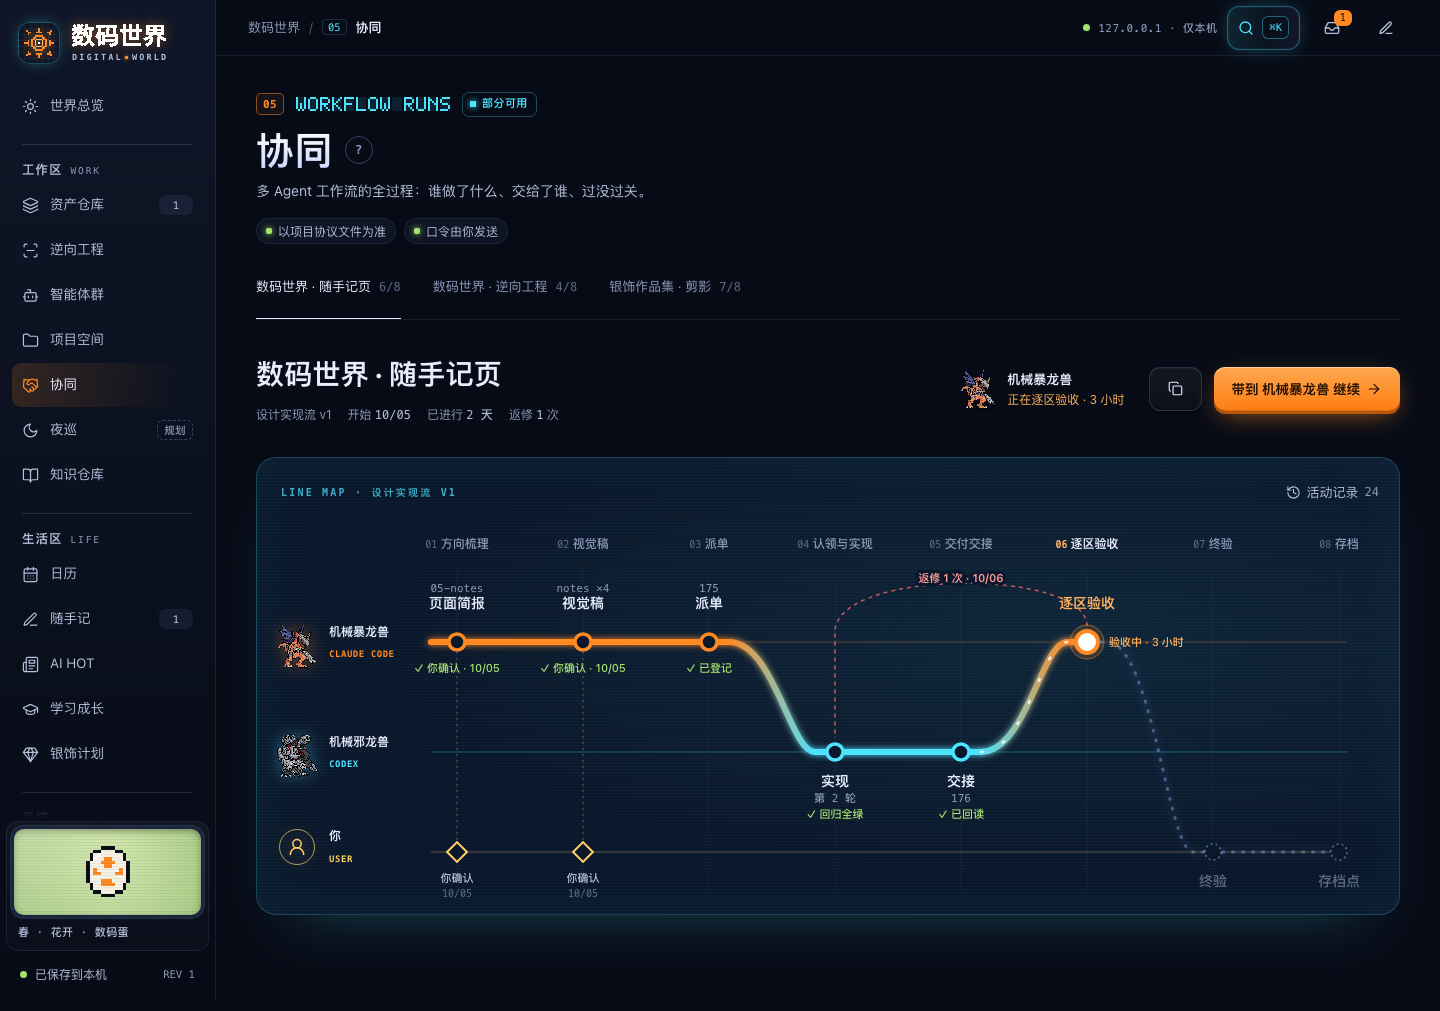 数码世界
DIGITAL WORLD
世界总览
工作区 WORK
资产仓库 1
逆向工程
智能体群
项目空间
协同
夜巡 规划
知识仓库
生活区 LIFE
日历
随手记 1
AI HOT
学习成长
银饰计划
春 · 花开 · 数码蛋
已保存到本机 REV 1
数码世界 / 05 协同
127.0.0.1 · 仅本机
⌘K
1
05 WORKFLOW RUNS 部分可用
协同 ?
多 Agent 工作流的全过程：谁做了什么、交给了谁、过没过关。
以项目协议文件为准 口令由你发送
数码世界 · 随手记页 6/8 数码世界 · 逆向工程 4/8 银饰作品集 · 剪影 7/8
数码世界 · 随手记页
设计实现流 v1 开始 10/05 已进行 2 天 返修 1 次
机械暴龙兽
正在逐区验收 · 3 小时
带到 机械暴龙兽 继续 →
LINE MAP · 设计实现流 V1
活动记录 24
01 方向梳理 02 视觉稿 03 派单 04 认领与实现 05 交付交接 06 逐区验收 07 终验 08 存档
返修 1 次 · 10/06
05-notes notes ×4 175
页面简报 视觉稿 派单 逐区验收
机械暴龙兽
CLAUDE CODE
验收中 · 3 小时
✓ 你确认 · 10/05 ✓ 你确认 · 10/05 ✓ 已登记
机械邪龙兽
CODEX
实现 交接
第 2 轮 176
✓ 回归全绿 ✓ 已回读
你
USER
你确认 你确认
10/05 10/05
终验 存档点